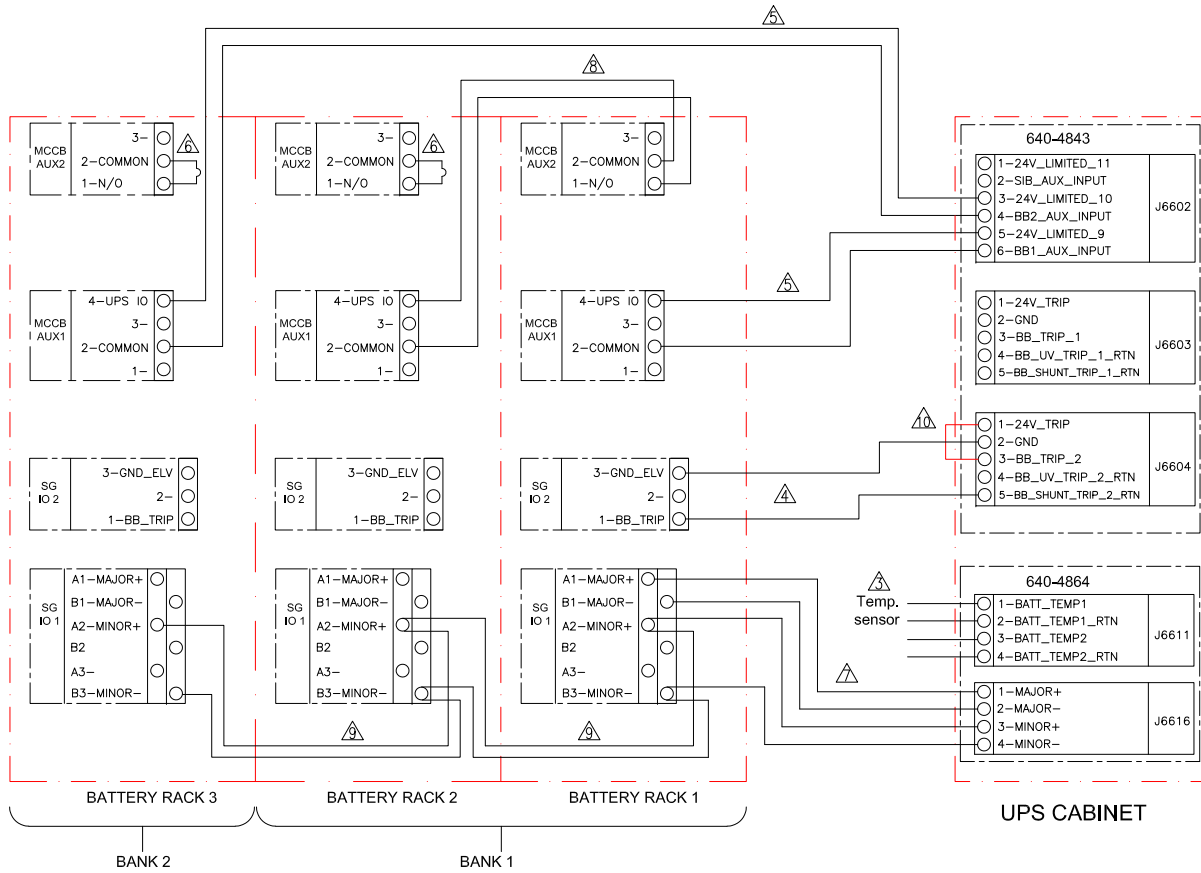 5
8
MCCB
AUX2
3-
2-COMMON
1-N/O
6
MCCB
AUX2
3-
2-COMMON
1-N/O
6
MCCB
AUX2
3-
2-COMMON
1-N/O
640-4843
1-24V_LIMITED_11
2-SIB_AUX_INPUT
3-24V_LIMITED_10
4-BB2_AUX_INPUT
5-24V_LIMITED_9
6-BB1_AUX_INPUT
J6602
5
MCCB
AUX1
4-UPS IO
3-
2-COMMON
1-
MCCB
AUX1
4-UPS IO
3-
2-COMMON
1-
MCCB
AUX1
4-UPS IO
3-
2-COMMON
1-
1-24V_TRIP
2-GND
3-BB_TRIP_1
4-BB_UV_TRIP_1_RTN
5-BB_SHUNT_TRIP_1_RTN
J6603
10
1-24V_TRIP
2-GND
3-BB_TRIP_2
4-BB_UV_TRIP_2_RTN
5-BB_SHUNT_TRIP_2_RTN
J6604
SG
IO 2
3-GND_ELV
2-
1-BB_TRIP
SG
IO 2
3-GND_ELV
2-
1-BB_TRIP
SG
IO 2
3-GND_ELV
2-
1-BB_TRIP
4
SG
IO 1
A1-MAJOR+
B1-MAJOR-
A2-MINOR+
B2
A3-
B3-MINOR-
SG
IO 1
A1-MAJOR+
B1-MAJOR-
A2-MINOR+
B2
A3-
B3-MINOR-
SG
IO 1
A1-MAJOR+
B1-MAJOR-
A2-MINOR+
B2
A3-
B3-MINOR-
9
9
7
3
Temp.
sensor
640-4864
1-BATT_TEMP1
2-BATT_TEMP1_RTN
3-BATT_TEMP2
4-BATT_TEMP2_RTN
J6611
1-MAJOR+
2-MAJOR-
3-MINOR+
4-MINOR-
J6616
BATTERY RACK 3
BATTERY RACK 2
BATTERY RACK 1
UPS CABINET
BANK 2
BANK 1